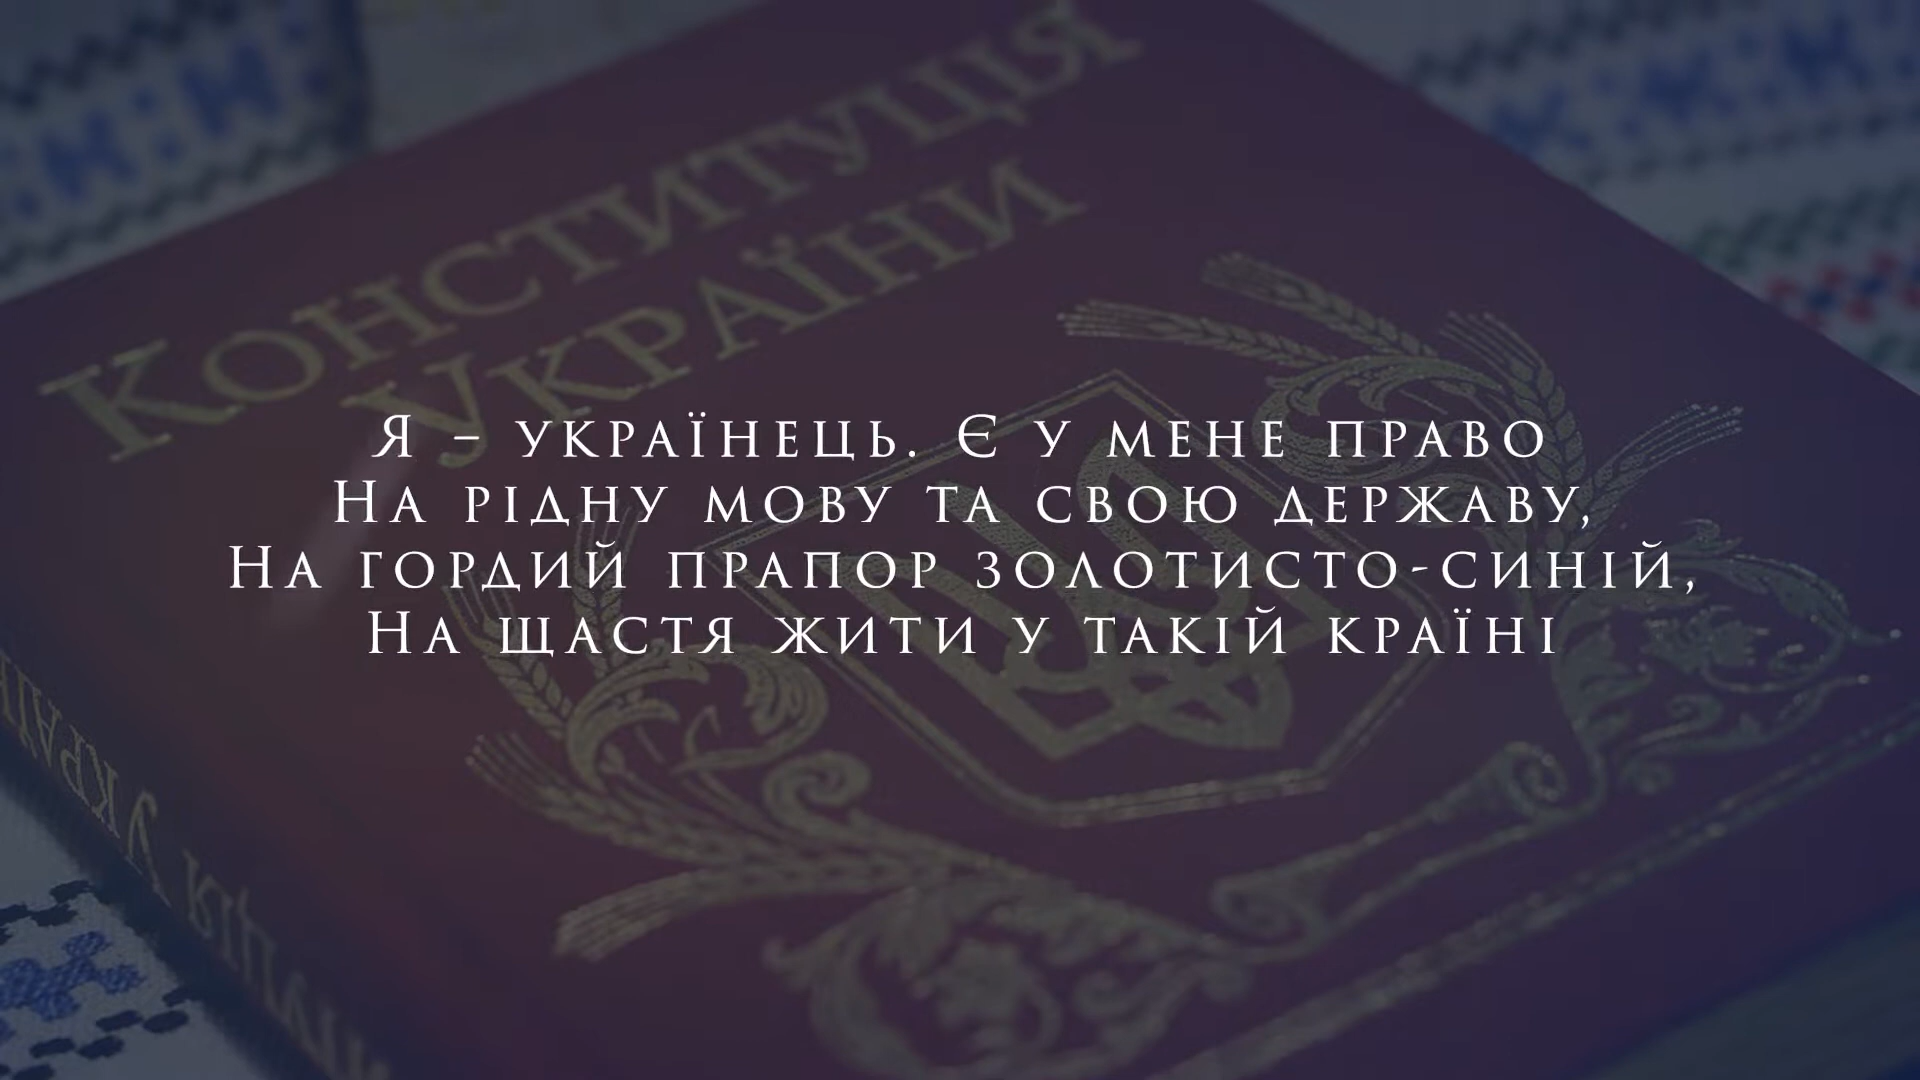 Конституція
України
Я – українець. Є у мене право
На рідну мову та свою державу,
На гордий прапор золотисто-синій,
На щастя жити у такій країні